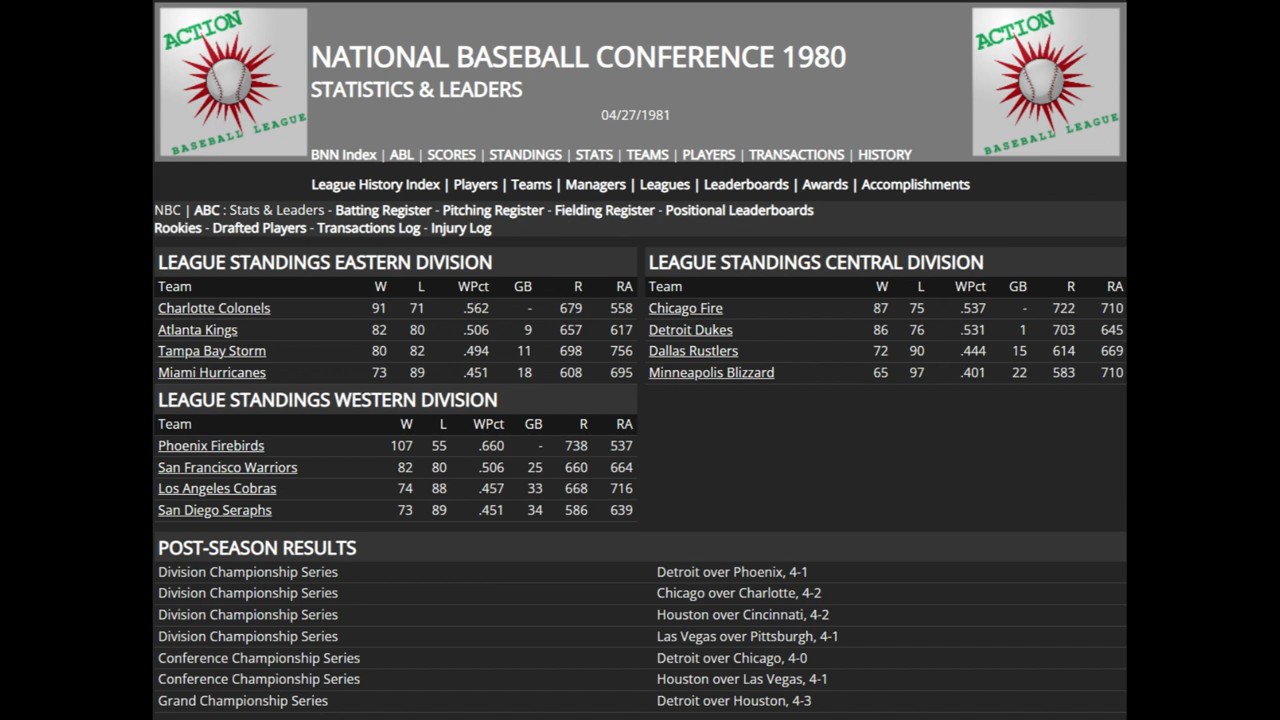 ACTION
BASEBALL LEAGUE
NATIONAL BASEBALL CONFERENCE 1980
STATISTICS & LEADERS
04/27/1981
BNN Index | ABL | SCORES | STANDINGS | STATS | TEAMS | PLAYERS | TRANSACTIONS | HISTORY
ACTION
BASEBALL LEAGUE
League History Index | Players | Teams | Managers | Leagues | Leaderboards | Awards | Accomplishments
NBC | ABC : Stats & Leaders - Batting Register - Pitching Register - Fielding Register - Positional Leaderboards
Rookies - Drafted Players - Transactions Log - Injury Log
LEAGUE STANDINGS EASTERN DIVISION
Team W L WPct GB R RA
Charlotte Colonels 91 71 .562 - 679 558
Atlanta Kings 82 80 .506 9 657 617
Tampa Bay Storm 80 82 .494 11 698 756
Miami Hurricanes 73 89 .451 18 608 695
LEAGUE STANDINGS CENTRAL DIVISION
Team W L WPct GB R RA
Chicago Fire 87 75 .537 - 722 710
Detroit Dukes 86 76 .531 1 703 645
Dallas Rustlers 72 90 .444 15 614 669
Minneapolis Blizzard 65 97 .401 22 583 710
LEAGUE STANDINGS WESTERN DIVISION
Team W L WPct GB R RA
Phoenix Firebirds 107 55 .660 - 738 537
San Francisco Warriors 82 80 .506 25 660 664
Los Angeles Cobras 74 88 .457 33 668 716
San Diego Seraphs 73 89 .451 34 586 639
POST-SEASON RESULTS
Division Championship Series Detroit over Phoenix, 4-1
Division Championship Series Chicago over Charlotte, 4-2
Division Championship Series Houston over Cincinnati, 4-2
Division Championship Series Las Vegas over Pittsburgh, 4-1
Conference Championship Series Detroit over Chicago, 4-0
Conference Championship Series Houston over Las Vegas, 4-1
Grand Championship Series Detroit over Houston, 4-3